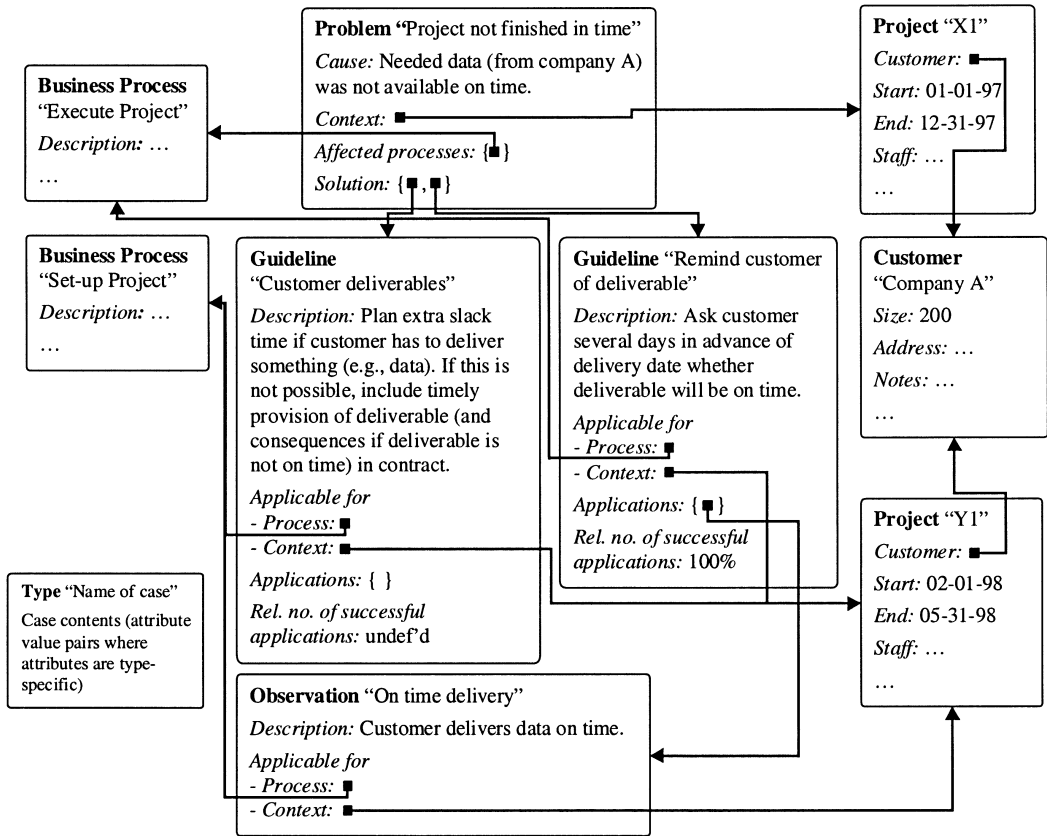 Problem “Project not finished in time”
Cause: Needed data (from company A)
was not available on time.
Context:
Affected processes: { }
Solution: { , }
Project “X1”
Customer:
Start: 01-01-97
End: 12-31-97
Staff: …
…
Business Process
“Execute Project”
Description: …
…
Business Process
“Set-up Project”
Description: …
…
Guideline
“Customer deliverables”
Description: Plan extra slack
time if customer has to deliver
something (e.g., data). If this is
not possible, include timely
provision of deliverable (and
consequences if deliverable is
not on time) in contract.
Applicable for
- Process:
- Context:
Applications: { }
Rel. no. of successful
applications: undef’d
Guideline “Remind customer
of deliverable”
Description: Ask customer
several days in advance of
delivery date whether
deliverable will be on time.
Applicable for
- Process:
- Context:
Applications: { }
Rel. no. of successful
applications: 100%
Customer
“Company A”
Size: 200
Address: …
Notes: …
…
Project “Y1”
Customer:
Start: 02-01-98
End: 05-31-98
Staff: …
…
Type “Name of case”
Case contents (attribute
value pairs where
attributes are type-
specific)
Observation “On time delivery”
Description: Customer delivers data on time.
Applicable for
- Process:
- Context: